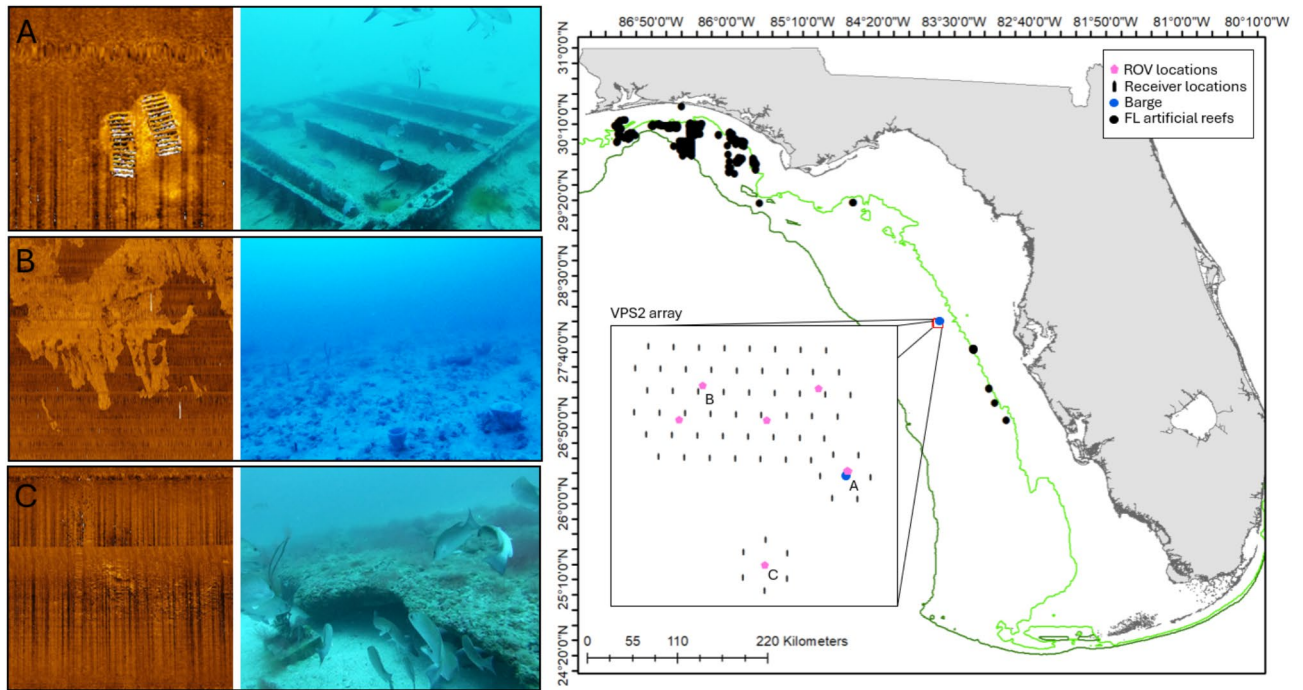 A
B
C
86°50'0"W 86°0'0"W 85°10'0"W 84°20'0"W 83°30'0"W 82°40'0"W 81°50'0"W 81°0'0"W 80°10'0"W
31°0'0"N
30°10'0"N
29°20'0"N
28°30'0"N
27°40'0"N
26°50'0"N
26°0'0"N
25°10'0"N
24°20'0"N
ROV locations
Receiver locations
Barge
FL artificial reefs
VPS2 array
B
A
C
0 55 110 220 Kilometers